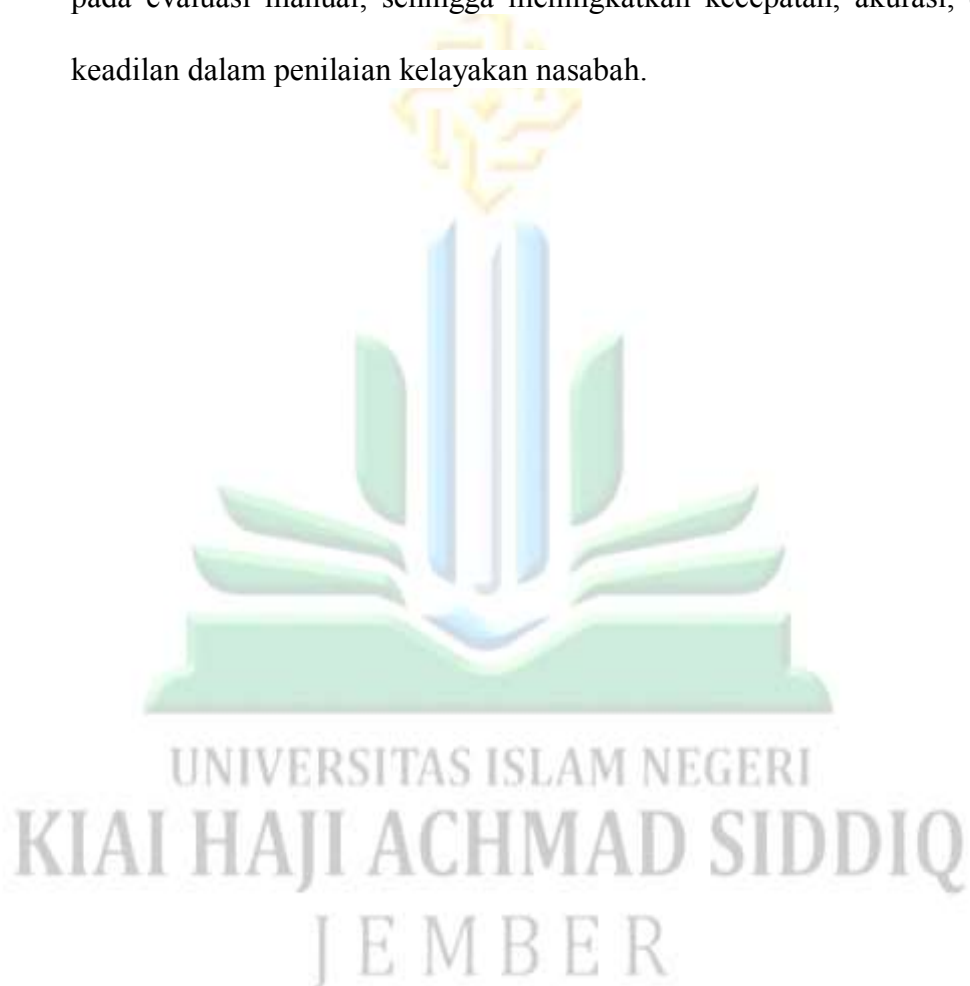 pada evaluasi manual, sehingga meningkatkan kecepatan, akurasi,
keadilan dalam penilaian kelayakan nasabah.
UNIVERSITAS ISLAM NEGERI
KIAI HAJI ACHMAD SIDDIQ
JEMBER